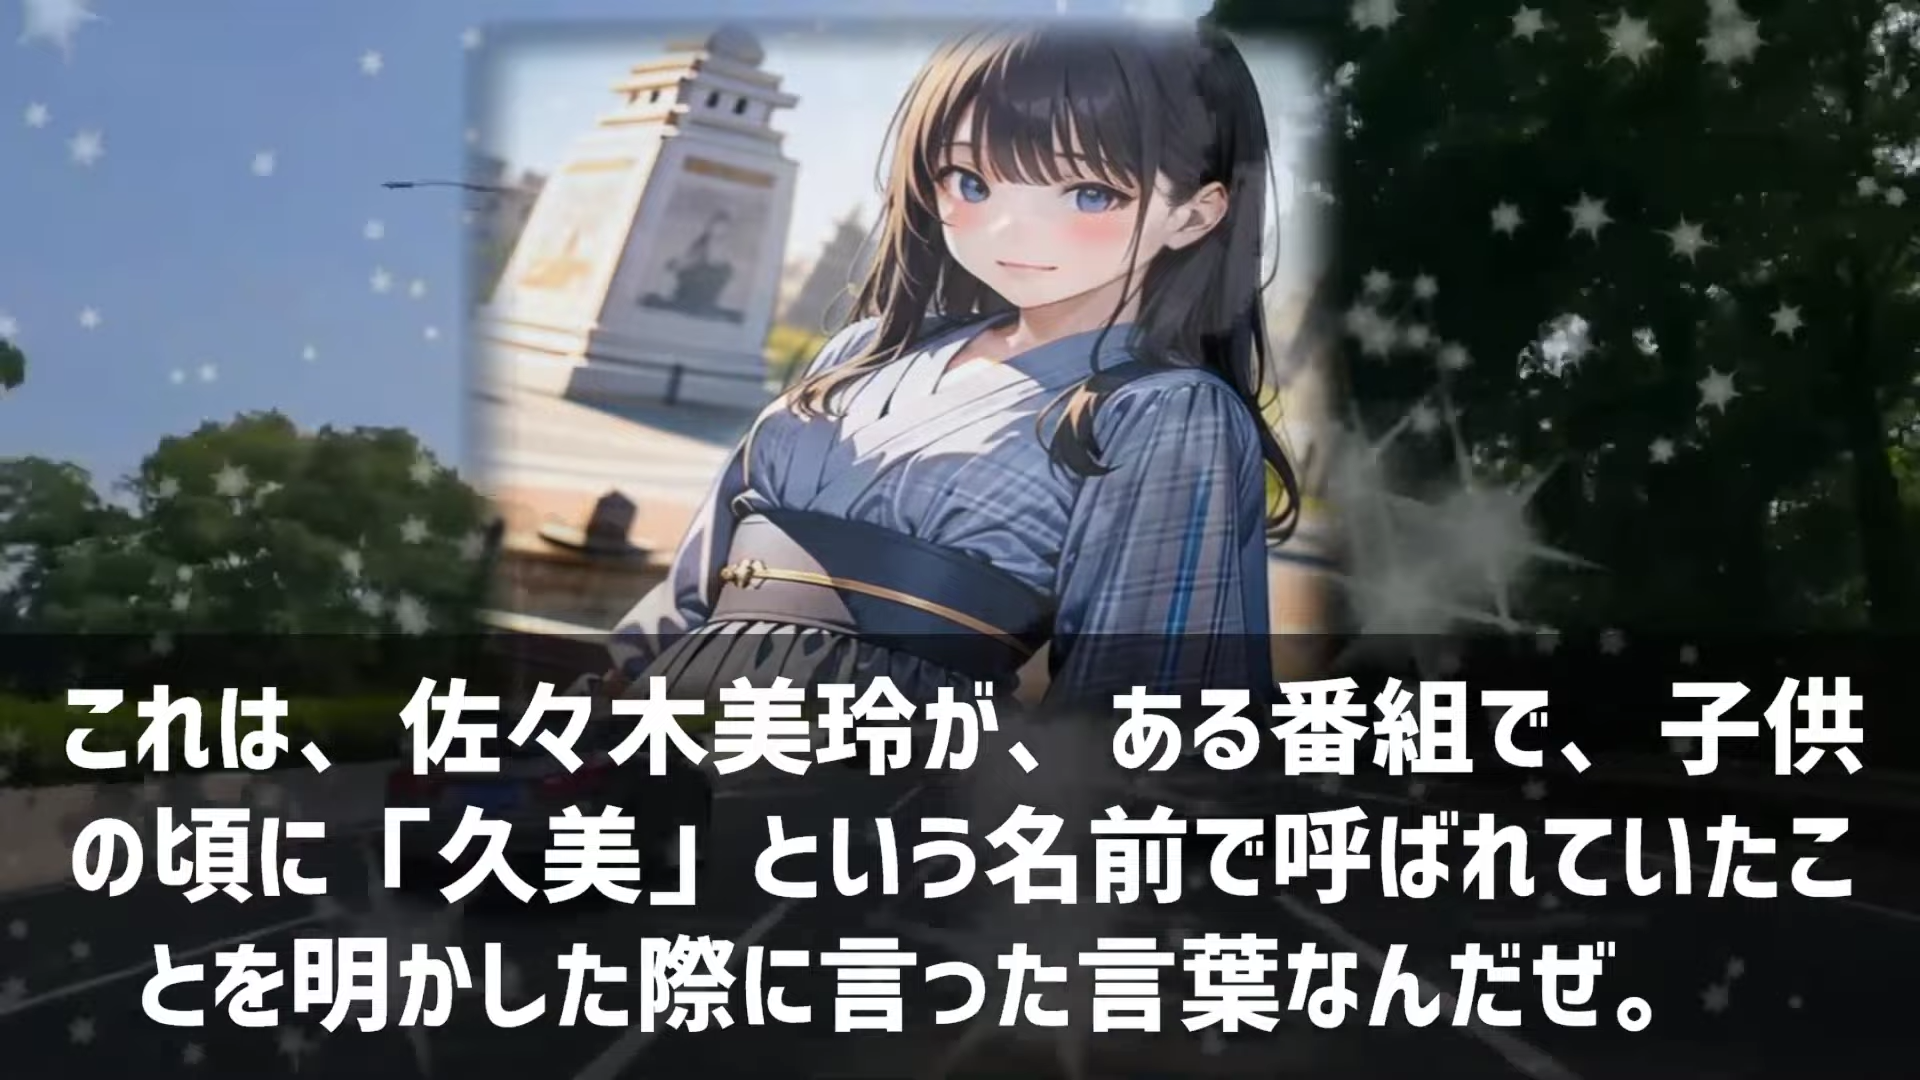 これは、佐々木美玲が、ある番組で、子供
の頃に「久美」という名前で呼ばれていたこ
とを明かした際に言った言葉なんだぜ。